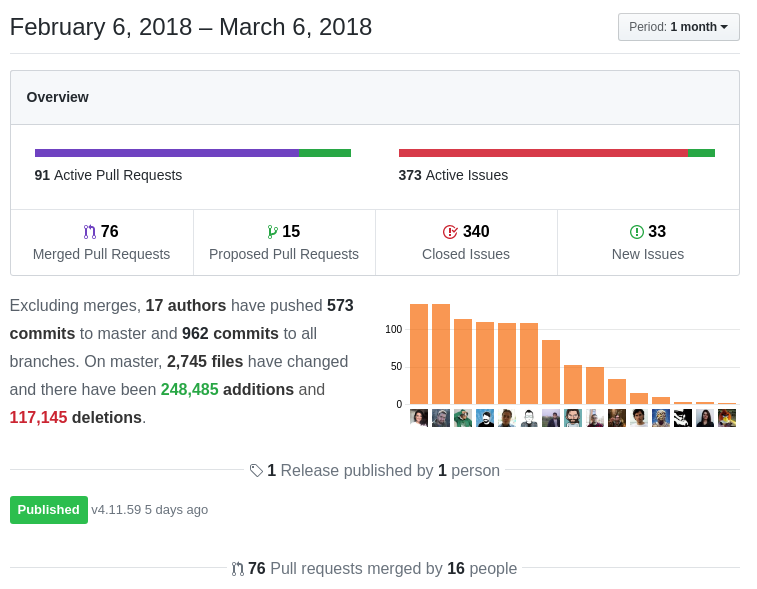 February 6, 2018 – March 6, 2018
Period: 1 month
Overview
91 Active Pull Requests
373 Active Issues
76
Merged Pull Requests
15
Proposed Pull Requests
340
Closed Issues
33
New Issues
Excluding merges, 17 authors have pushed 573
commits to master and 962 commits to all
branches. On master, 2,745 files have changed
and there have been 248,485 additions and
117,145 deletions.
100
50
0
1 Release published by 1 person
Published v4.11.59 5 days ago
76 Pull requests merged by 16 people